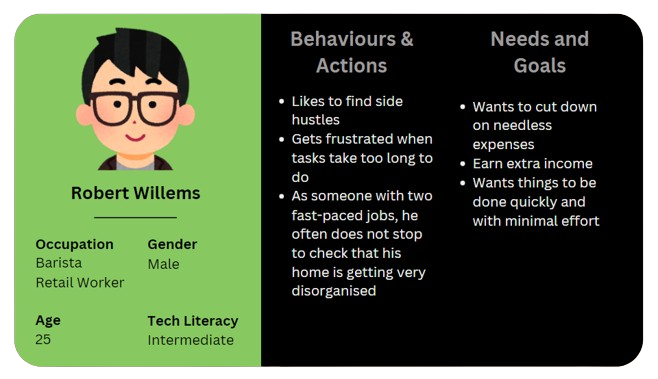 Robert Willems
Occupation
Barista
Retail Worker
Gender
Male
Age
25
Tech Literacy
Intermediate
Behaviours &
Actions
• Likes to find side
hustles
• Gets frustrated when
tasks take too long to
do
• As someone with two
fast-paced jobs, he
often does not stop
to check that his
home is getting very
disorganised
Needs and
Goals
• Wants to cut down
on needless
expenses
• Earn extra income
• Wants things to be
done quickly and
with minimal effort